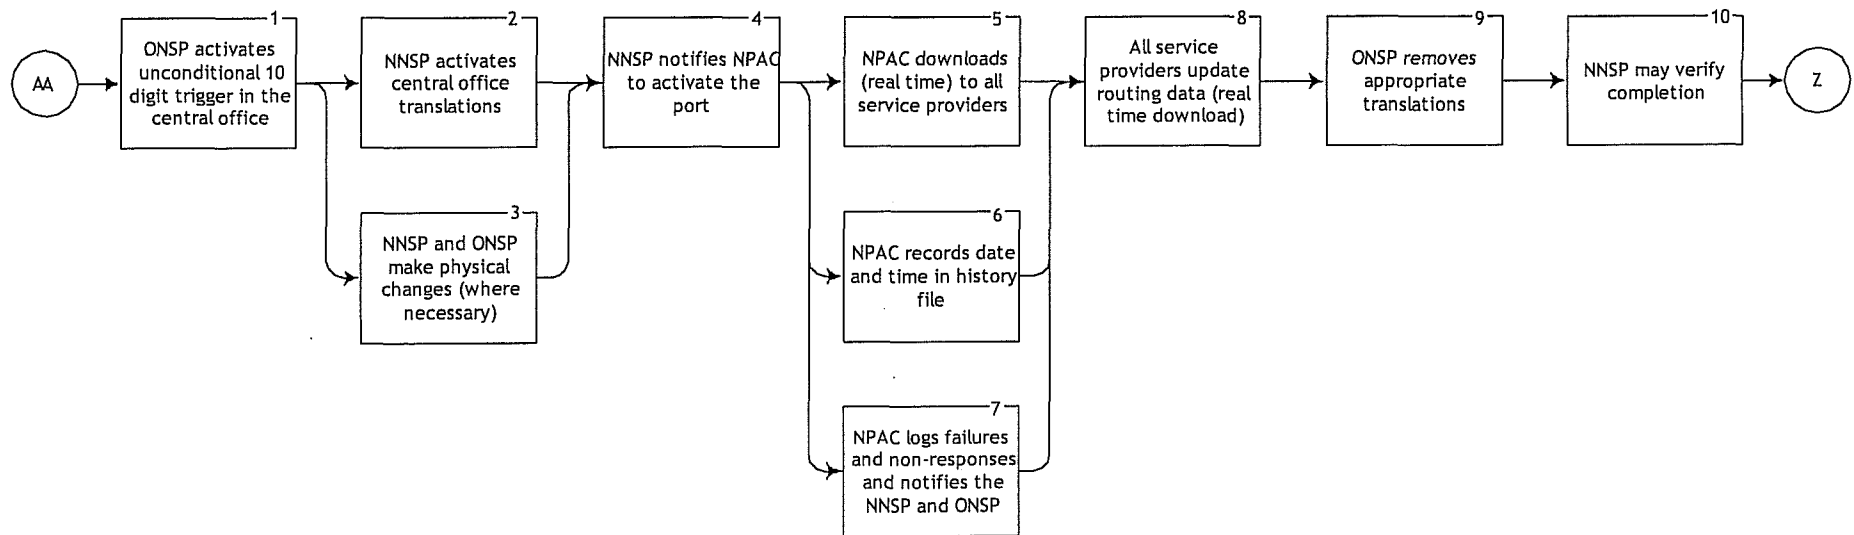 AA
1
ONSP activates
unconditional 10
digit trigger in the
central office
2
NNSP activates
central office
translations
3
NNSP and ONSP
make physical
changes (where
necessary)
4
NNSP notifies NPAC
to activate the
port
5
NPAC downloads
(real time) to all
service providers
6
NPAC records date
and time in history
file
7
NPAC logs failures
and non-responses
and notifies the
NNSP and ONSP
8
All service
providers update
routing data (real
time download)
9
ONSP removes
appropriate
translations
10
NNSP may verify
completion
Z